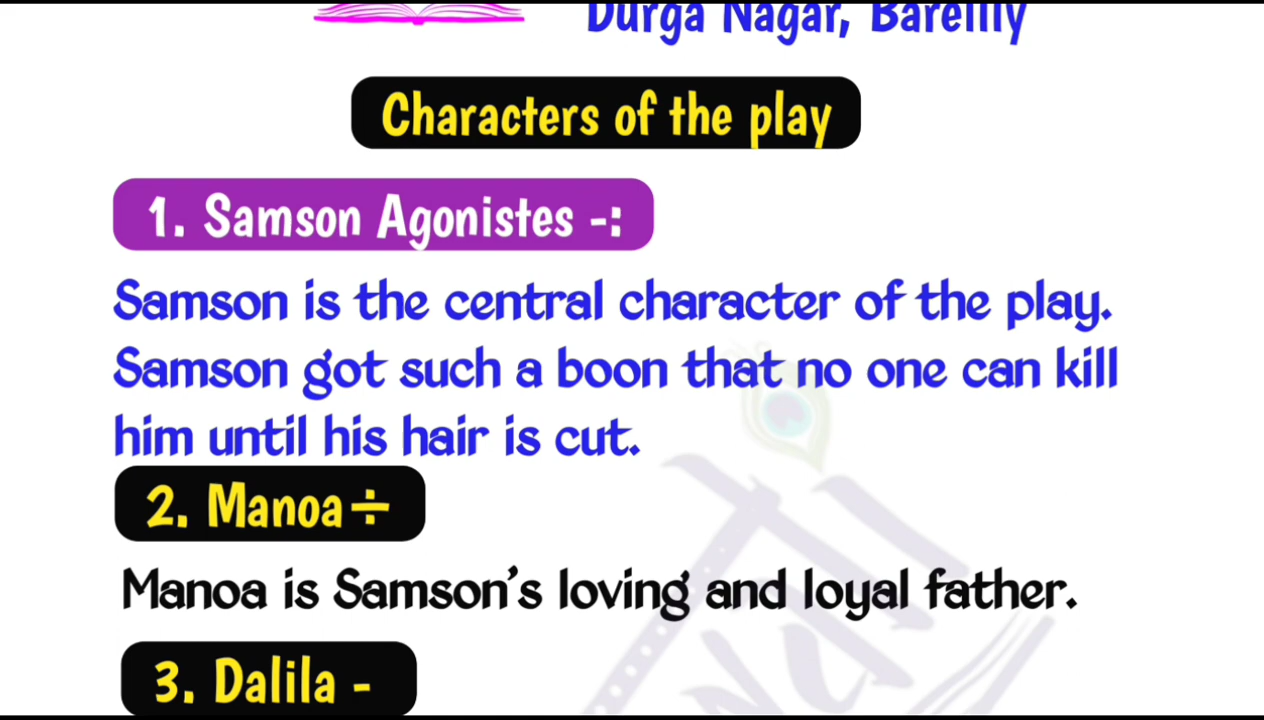 Durga Nagar, Bareilly
Characters of the play
1. Samson Agonistes -:
Samson is the central character of the play.
Samson got such a boon that no one can kill
him until his hair is cut.
2. Manoa÷
Manoa is Samson's loving and loyal father.
3. Dalila -